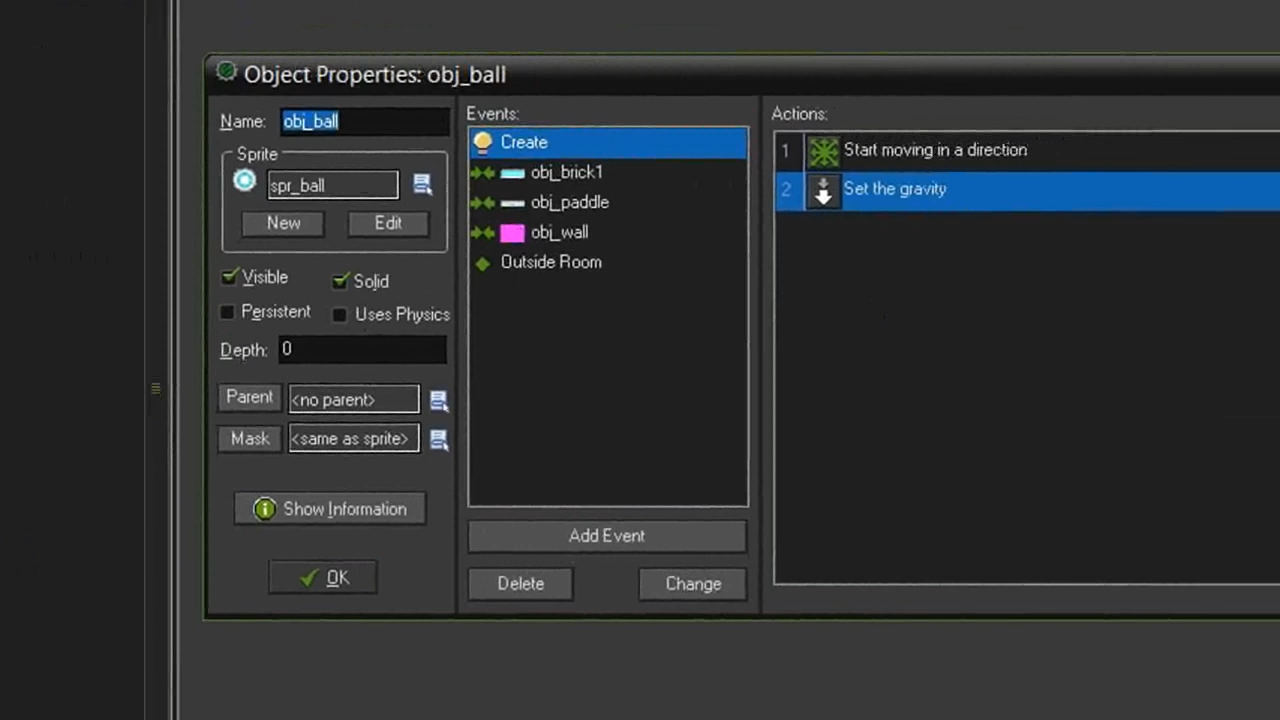 Object Properties: obj_ball
Name: obj_ball
Sprite
spr_ball
New Edit
Visible Solid
Persistent Uses Physics
Depth: 0
Parent <no parent>
Mask <same as sprite>
Show Information
OK
Events:
Create
obj_brick1
obj_paddle
obj_wall
Outside Room
Add Event
Delete Change
Actions:
1 Start moving in a direction
2 Set the gravity